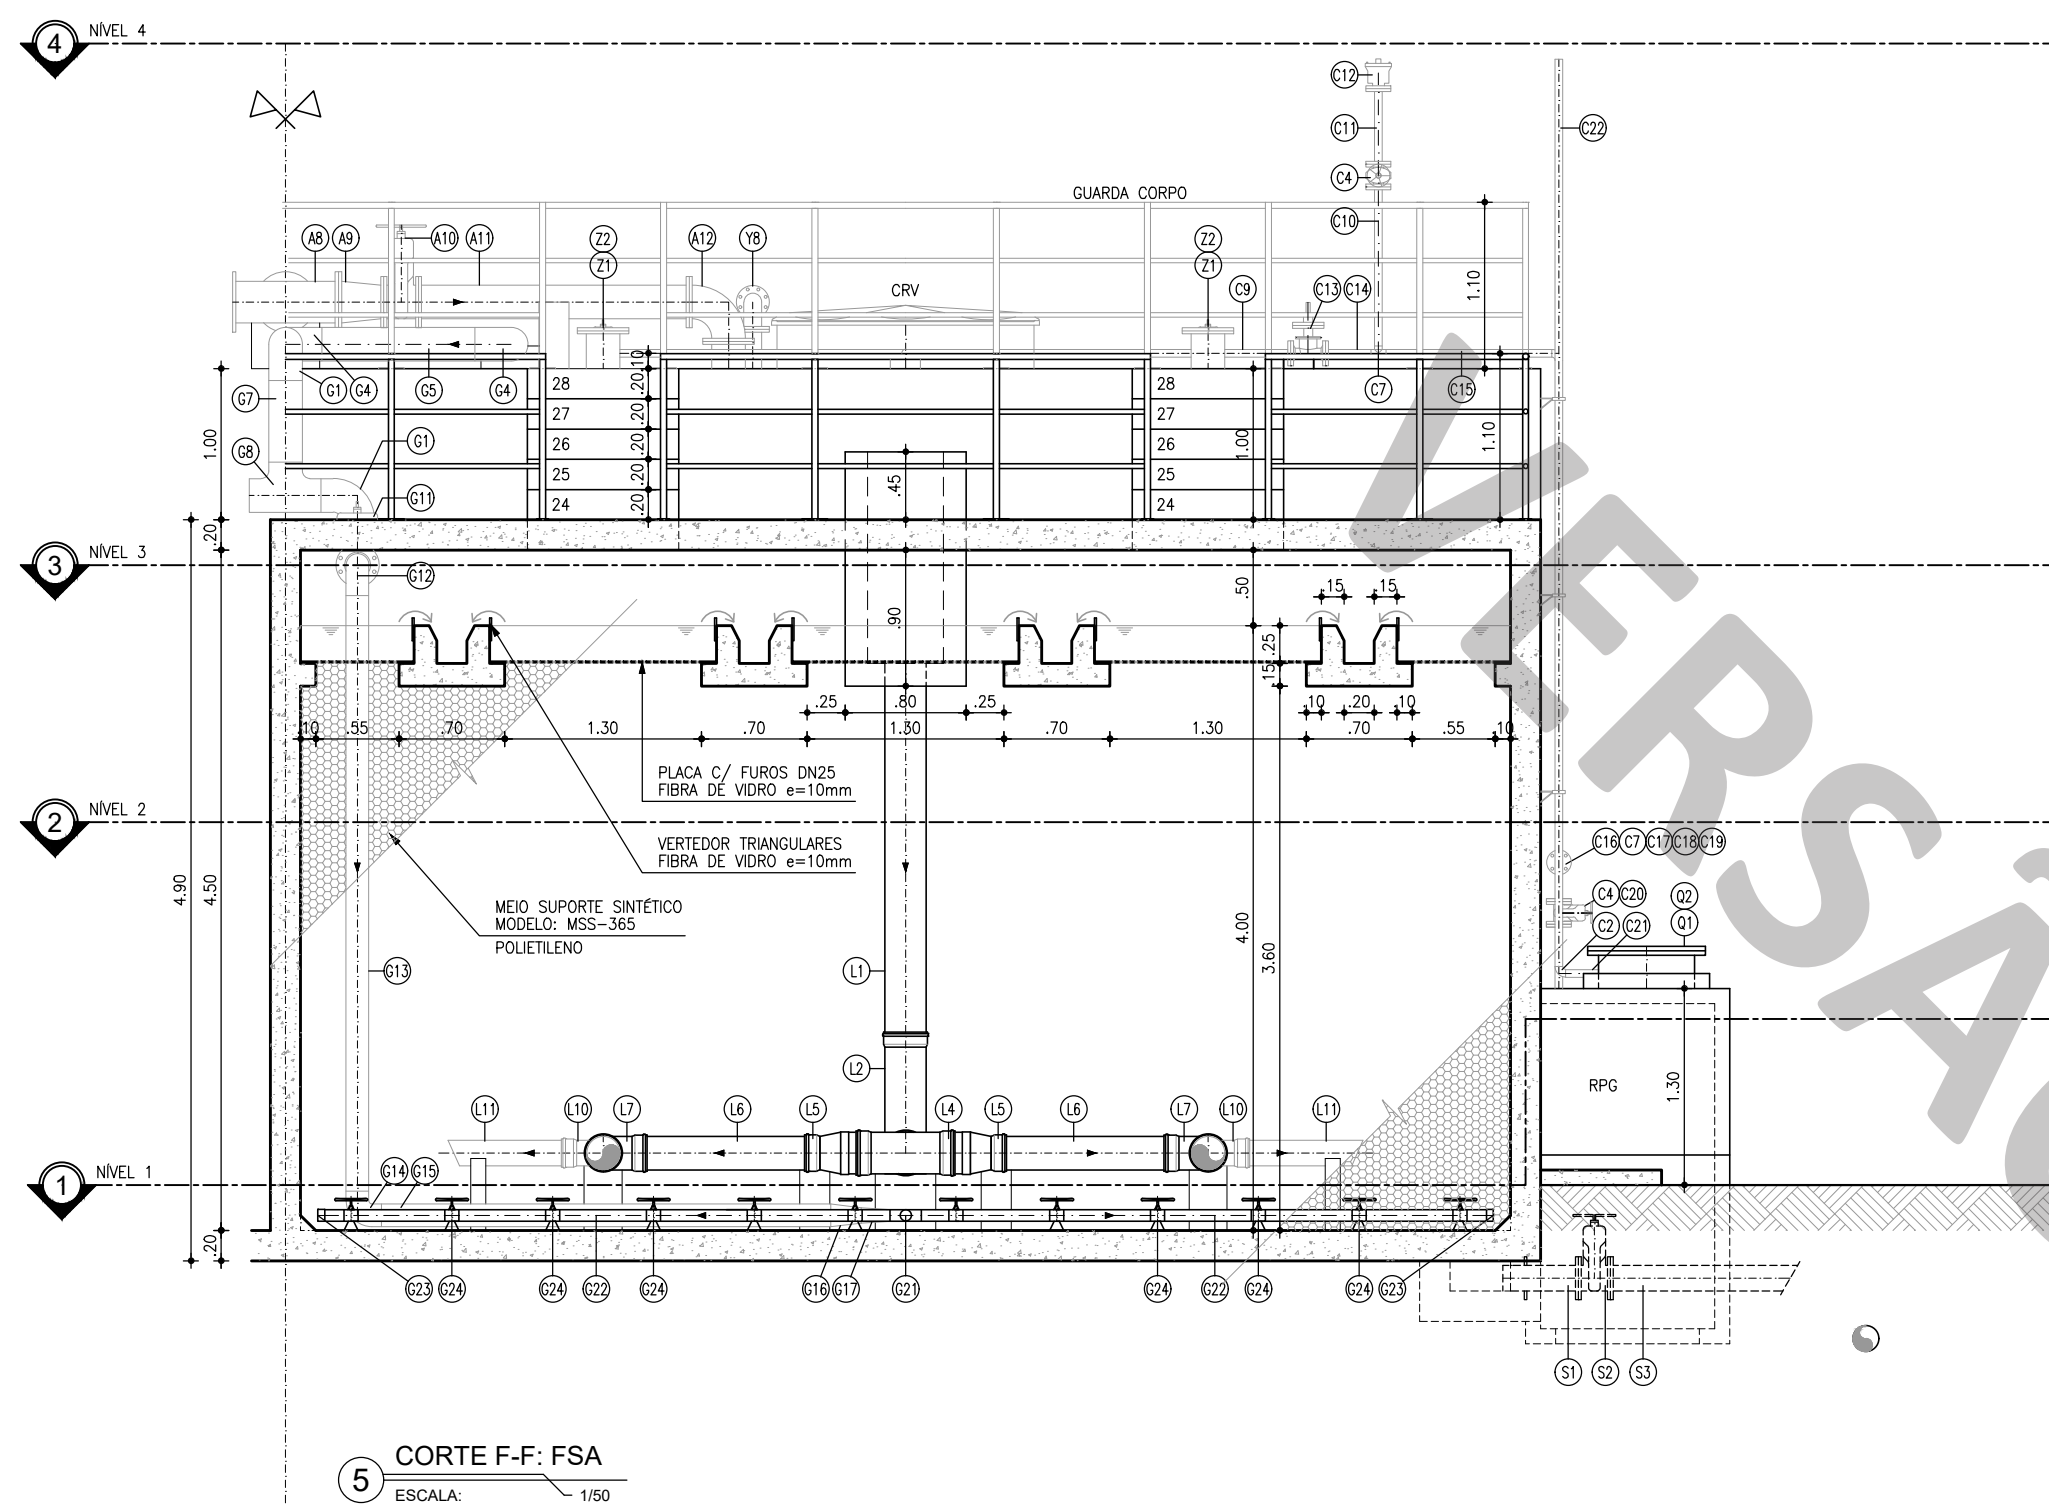 4 NÍVEL 4
C12
C11
C22
C4
GUARDA CORPO
C10
A8 A9 A10 A11 Z2 A12 Y8 Z2
Z1 Z1
CRV C9 C13 C14
1.10
G1 G4 G5 G4 C7 C15
G7
.10
28 .20 28
27 .20 27
26 .20 26
25 .20 25
24 .20 24
1.00
G1
G8
G11
.45
1.00
1.10
.20
3 NÍVEL 3
G12
.50
.90
.15 .15
.25
.15
.25 .80 .25 .10 .20 .10
.10 .55 .70 1.30 .70 1.30 .70 1.30 .70 .55 .10
PLACA C/ FUROS DN25
FIBRA DE VIDRO e=10mm
2 NÍVEL 2
VERTEDOR TRIANGULARES
FIBRA DE VIDRO e=10mm
C16 C7 C17 C18 C19
4.90 4.50
MEIO SUPORTE SINTÉTICO
MODELO: MSS-365
POLIETILENO
C4 C20 Q2
C2 C21 Q1
4.00
3.60
G13
L1
L2
RPG
1.30
L11 L10 L7 L6 L5 L4 L5 L6 L7 L10 L11
1 NÍVEL 1
G14 G15
.20
G23 G24 G24 G22 G24 G16 G17 G21 G24 G22 G24 G24 G23
S1 S2 S3
5 CORTE F-F: FSA
ESCALA: 1/50